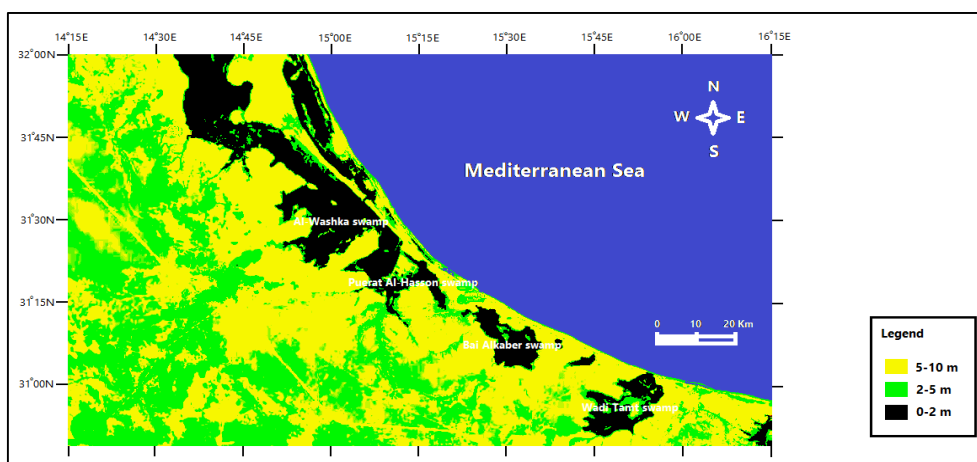 14°15E 14°30E 14°45E 15°00E 15°15E 15°30E 15°45E 16°00E 16°15E
32°00N
N
W E
S
31°45N
Mediterranean Sea
31°30N
Al-Washka swamp
Puerat Al-Hasson swamp
31°15N
0 10 20 Km
Bai Alkaber swamp
31°00N
Wadi Tamt swamp
Legend
5-10 m
2-5 m
0-2 m